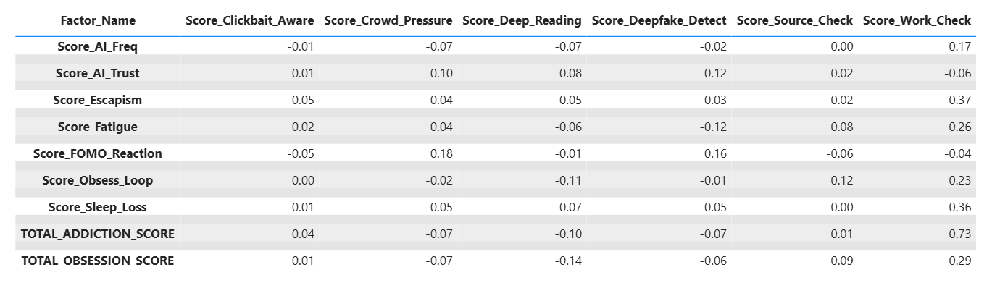 Factor_Name Score_Clickbait_Aware Score_Crowd_Pressure Score_Deep_Reading Score_Deepfake_Detect Score_Source_Check Score_Work_Check
Score_AI_Freq -0.01 -0.07 -0.07 -0.02 0.00 0.17
Score_AI_Trust 0.01 0.10 0.08 0.12 0.02 -0.06
Score_Escapism 0.05 -0.04 -0.05 0.03 -0.02 0.37
Score_Fatigue 0.02 0.04 -0.06 -0.12 0.08 0.26
Score_FOMO_Reaction -0.05 0.18 -0.01 0.16 -0.06 -0.04
Score_Obsess_Loop 0.00 -0.02 -0.11 -0.01 0.12 0.23
Score_Sleep_Loss 0.01 -0.05 -0.07 -0.05 0.00 0.36
TOTAL_ADDICTION_SCORE 0.04 -0.07 -0.10 -0.07 0.01 0.73
TOTAL_OBSESSION_SCORE 0.01 -0.07 -0.14 -0.06 0.09 0.29